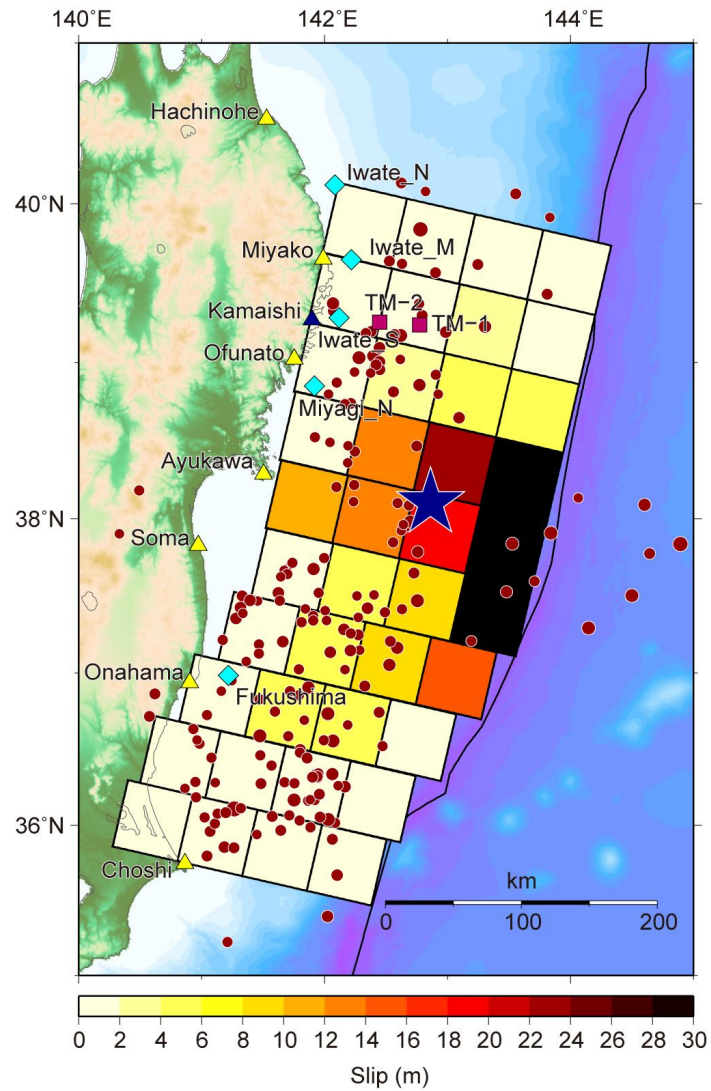 140˚E 142˚E 144˚E
Hachinohe
Iwate_N
40˚N
Miyako
Iwate_M
Kamaishi
TM−2
TM−1
Iwate_S
Ofunato
Miyagi_N
Ayukawa
38˚N
Soma
Onahama
Fukushima
36˚N
Choshi
km
0 100 200
0 2 4 6 8 10 12 14 16 18 20 22 24 26 28 30
Slip (m)